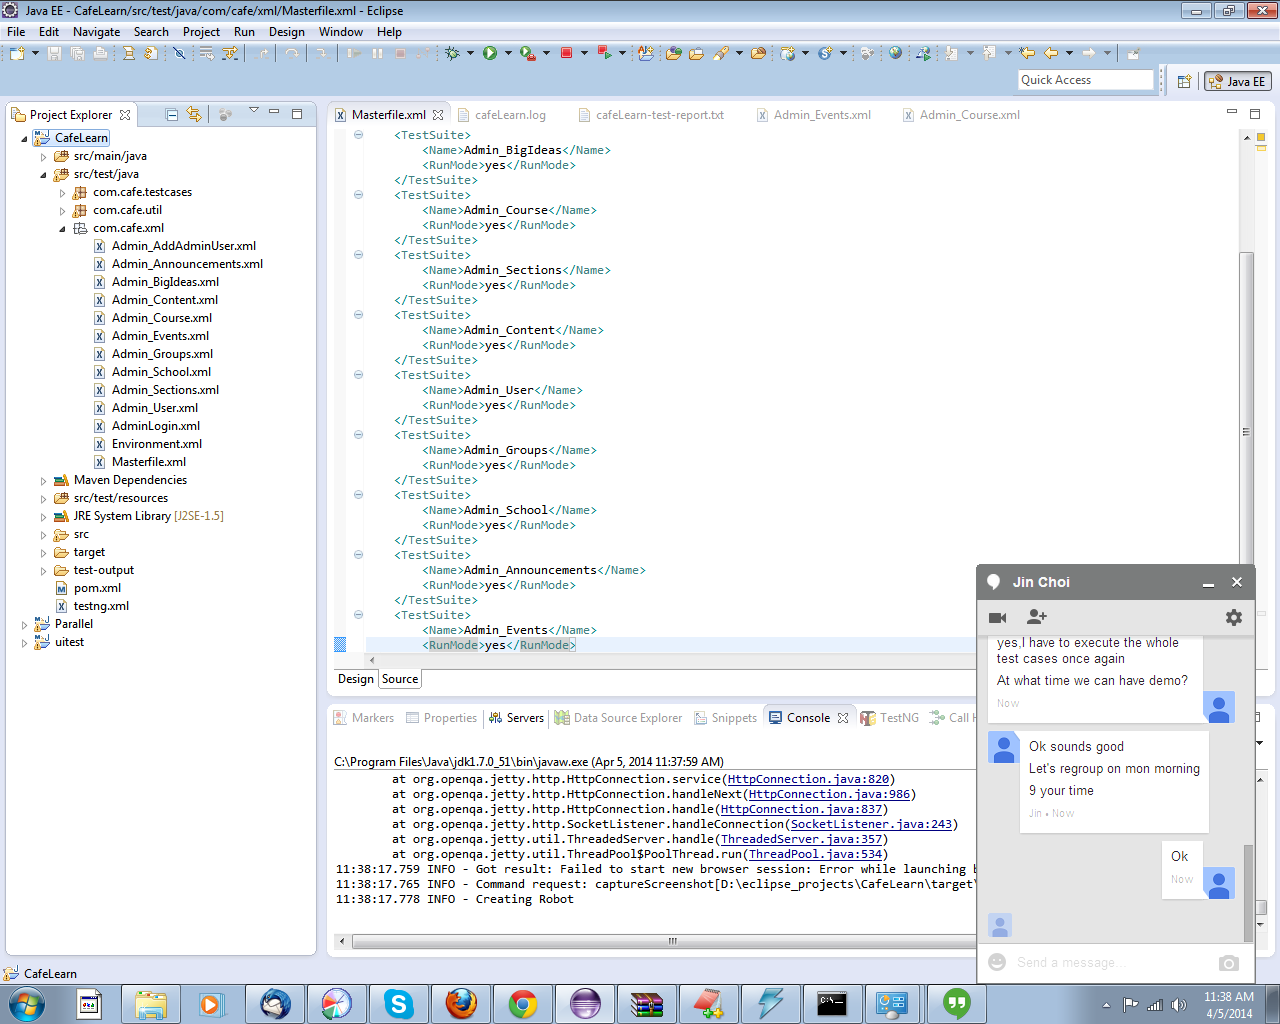 Java EE - CafeLearn/src/test/java/com/cafe/xml/Masterfile.xml - Eclipse
File Edit Navigate Search Project Run Design Window Help
Quick Access
Java EE
Project Explorer
CafeLearn
src/main/java
src/test/java
com.cafe.testcases
com.cafe.util
com.cafe.xml
Admin_AddAdminUser.xml
Admin_Announcements.xml
Admin_BigIdeas.xml
Admin_Content.xml
Admin_Course.xml
Admin_Events.xml
Admin_Groups.xml
Admin_School.xml
Admin_Sections.xml
Admin_User.xml
AdminLogin.xml
Environment.xml
Masterfile.xml
Maven Dependencies
src/test/resources
JRE System Library [J2SE-1.5]
src
target
test-output
pom.xml
testng.xml
Parallel
uitest
Masterfile.xml cafeLearn.log cafeLearn-test-report.txt Admin_Events.xml Admin_Course.xml
<TestSuite>
<Name>Admin_BigIdeas</Name>
<RunMode>yes</RunMode>
</TestSuite>
<TestSuite>
<Name>Admin_Course</Name>
<RunMode>yes</RunMode>
</TestSuite>
<TestSuite>
<Name>Admin_Sections</Name>
<RunMode>yes</RunMode>
</TestSuite>
<TestSuite>
<Name>Admin_Content</Name>
<RunMode>yes</RunMode>
</TestSuite>
<TestSuite>
<Name>Admin_User</Name>
<RunMode>yes</RunMode>
</TestSuite>
<TestSuite>
<Name>Admin_Groups</Name>
<RunMode>yes</RunMode>
</TestSuite>
<TestSuite>
<Name>Admin_School</Name>
<RunMode>yes</RunMode>
</TestSuite>
<TestSuite>
<Name>Admin_Announcements</Name>
<RunMode>yes</RunMode>
</TestSuite>
<TestSuite>
<Name>Admin_Events</Name>
<RunMode>yes</RunMode>
Design Source
Markers Properties Servers Data Source Explorer Snippets Console TestNG Call H
C:\Program Files\Java\jdk1.7.0_51\bin\javaw.exe (Apr 5, 2014 11:37:59 AM)
at org.openqa.jetty.http.HttpConnection.service(HttpConnection.java:820)
at org.openqa.jetty.http.HttpConnection.handleNext(HttpConnection.java:986)
at org.openqa.jetty.http.HttpConnection.handle(HttpConnection.java:837)
at org.openqa.jetty.http.SocketListener.handleConnection(SocketListener.java:243)
at org.openqa.jetty.util.ThreadedServer.handle(ThreadedServer.java:357)
at org.openqa.jetty.util.ThreadPool$PoolThread.run(ThreadPool.java:534)
11:38:17.759 INFO - Got result: Failed to start new browser session: Error while launching b
11:38:17.765 INFO - Command request: captureScreenshot[D:\eclipse_projects\CafeLearn\target\
11:38:17.778 INFO - Creating Robot
Jin Choi
yes,I have to execute the whole
test cases once again
At what time we can have demo?
Now
Ok sounds good
Let's regroup on mon morning
9 your time
Jin • Now
Ok
Now
Send a message...
CafeLearn
11:38 AM
4/5/2014